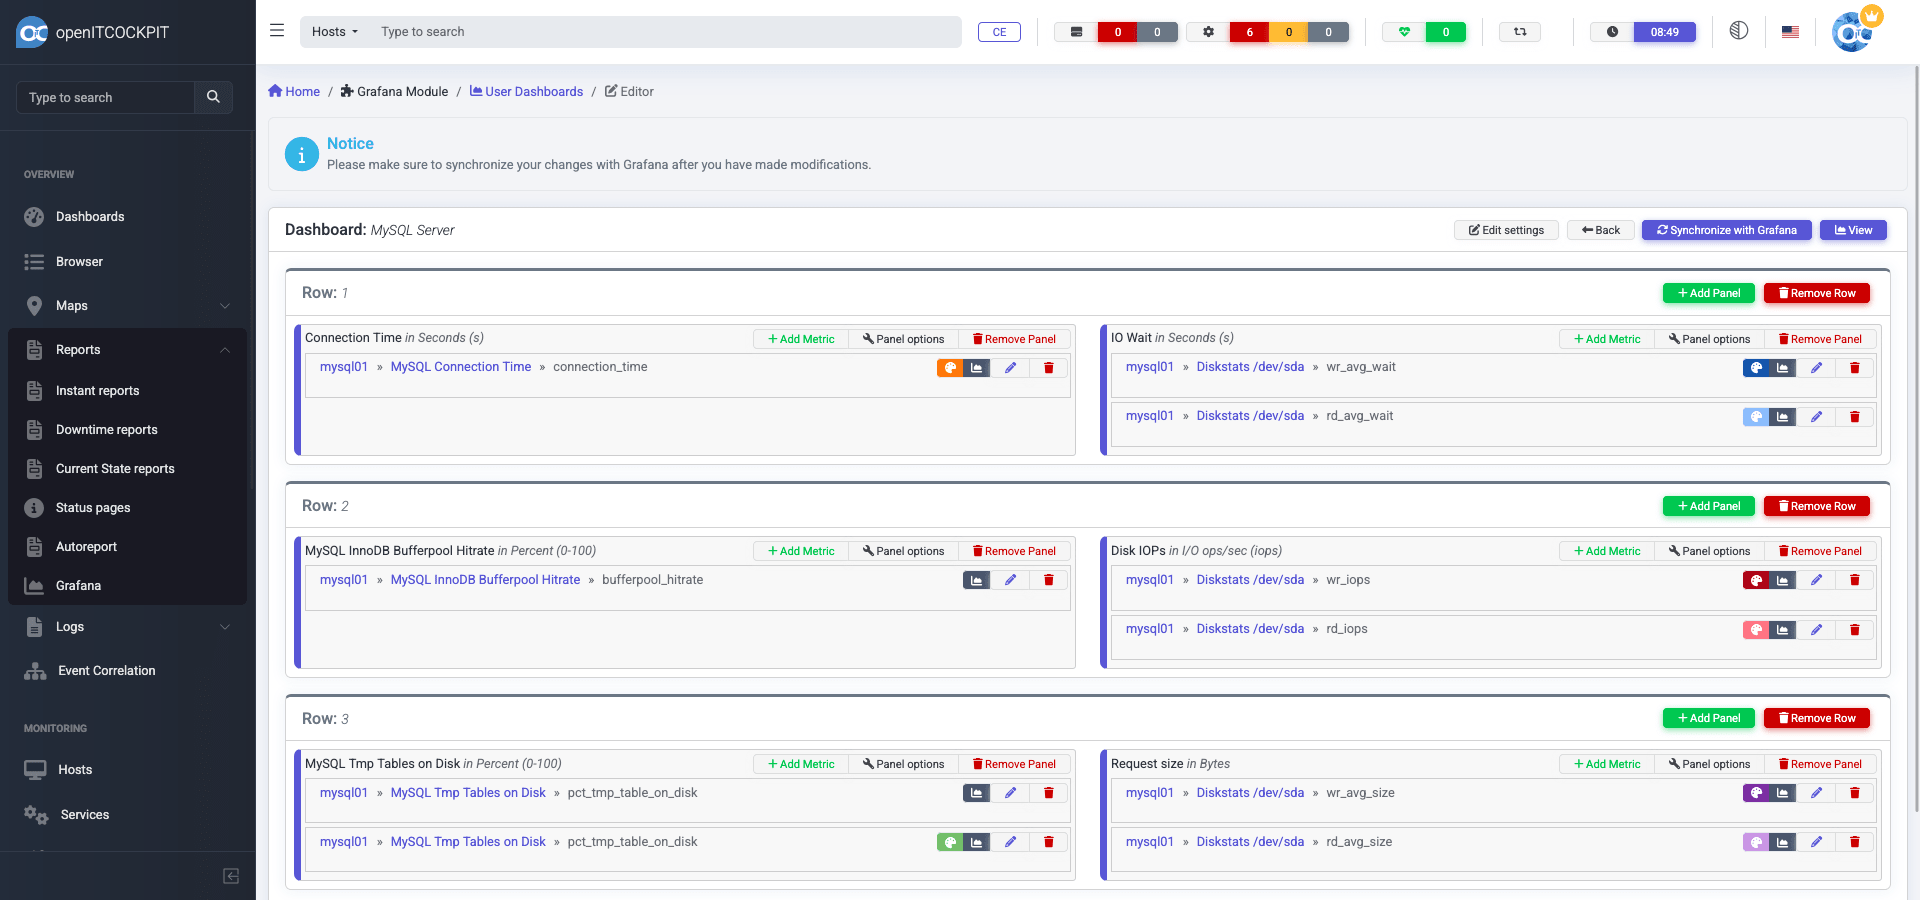 openITCOCKPIT
Hosts Type to search CE 0 0 6 0 0 0 08:49
Type to search
Home / Grafana Module / User Dashboards / Editor
Notice
Please make sure to synchronize your changes with Grafana after you have made modifications.
OVERVIEW
Dashboards
Browser
Maps
Reports
Instant reports
Downtime reports
Current State reports
Status pages
Autoreport
Grafana
Logs
Event Correlation
MONITORING
Hosts
Services
Dashboard: MySQL Server Edit settings Back Synchronize with Grafana View
Row: 1 + Add Panel Remove Row
Connection Time in Seconds (s) + Add Metric Panel options Remove Panel
mysql01 » MySQL Connection Time » connection_time
IO Wait in Seconds (s) + Add Metric Panel options Remove Panel
mysql01 » Diskstats /dev/sda » wr_avg_wait
mysql01 » Diskstats /dev/sda » rd_avg_wait
Row: 2 + Add Panel Remove Row
MySQL InnoDB Bufferpool Hitrate in Percent (0-100) + Add Metric Panel options Remove Panel
mysql01 » MySQL InnoDB Bufferpool Hitrate » bufferpool_hitrate
Disk IOPs in I/O ops/sec (iops) + Add Metric Panel options Remove Panel
mysql01 » Diskstats /dev/sda » wr_iops
mysql01 » Diskstats /dev/sda » rd_iops
Row: 3 + Add Panel Remove Row
MySQL Tmp Tables on Disk in Percent (0-100) + Add Metric Panel options Remove Panel
mysql01 » MySQL Tmp Tables on Disk » pct_tmp_table_on_disk
mysql01 » MySQL Tmp Tables on Disk » pct_tmp_table_on_disk
Request size in Bytes + Add Metric Panel options Remove Panel
mysql01 » Diskstats /dev/sda » wr_avg_size
mysql01 » Diskstats /dev/sda » rd_avg_size